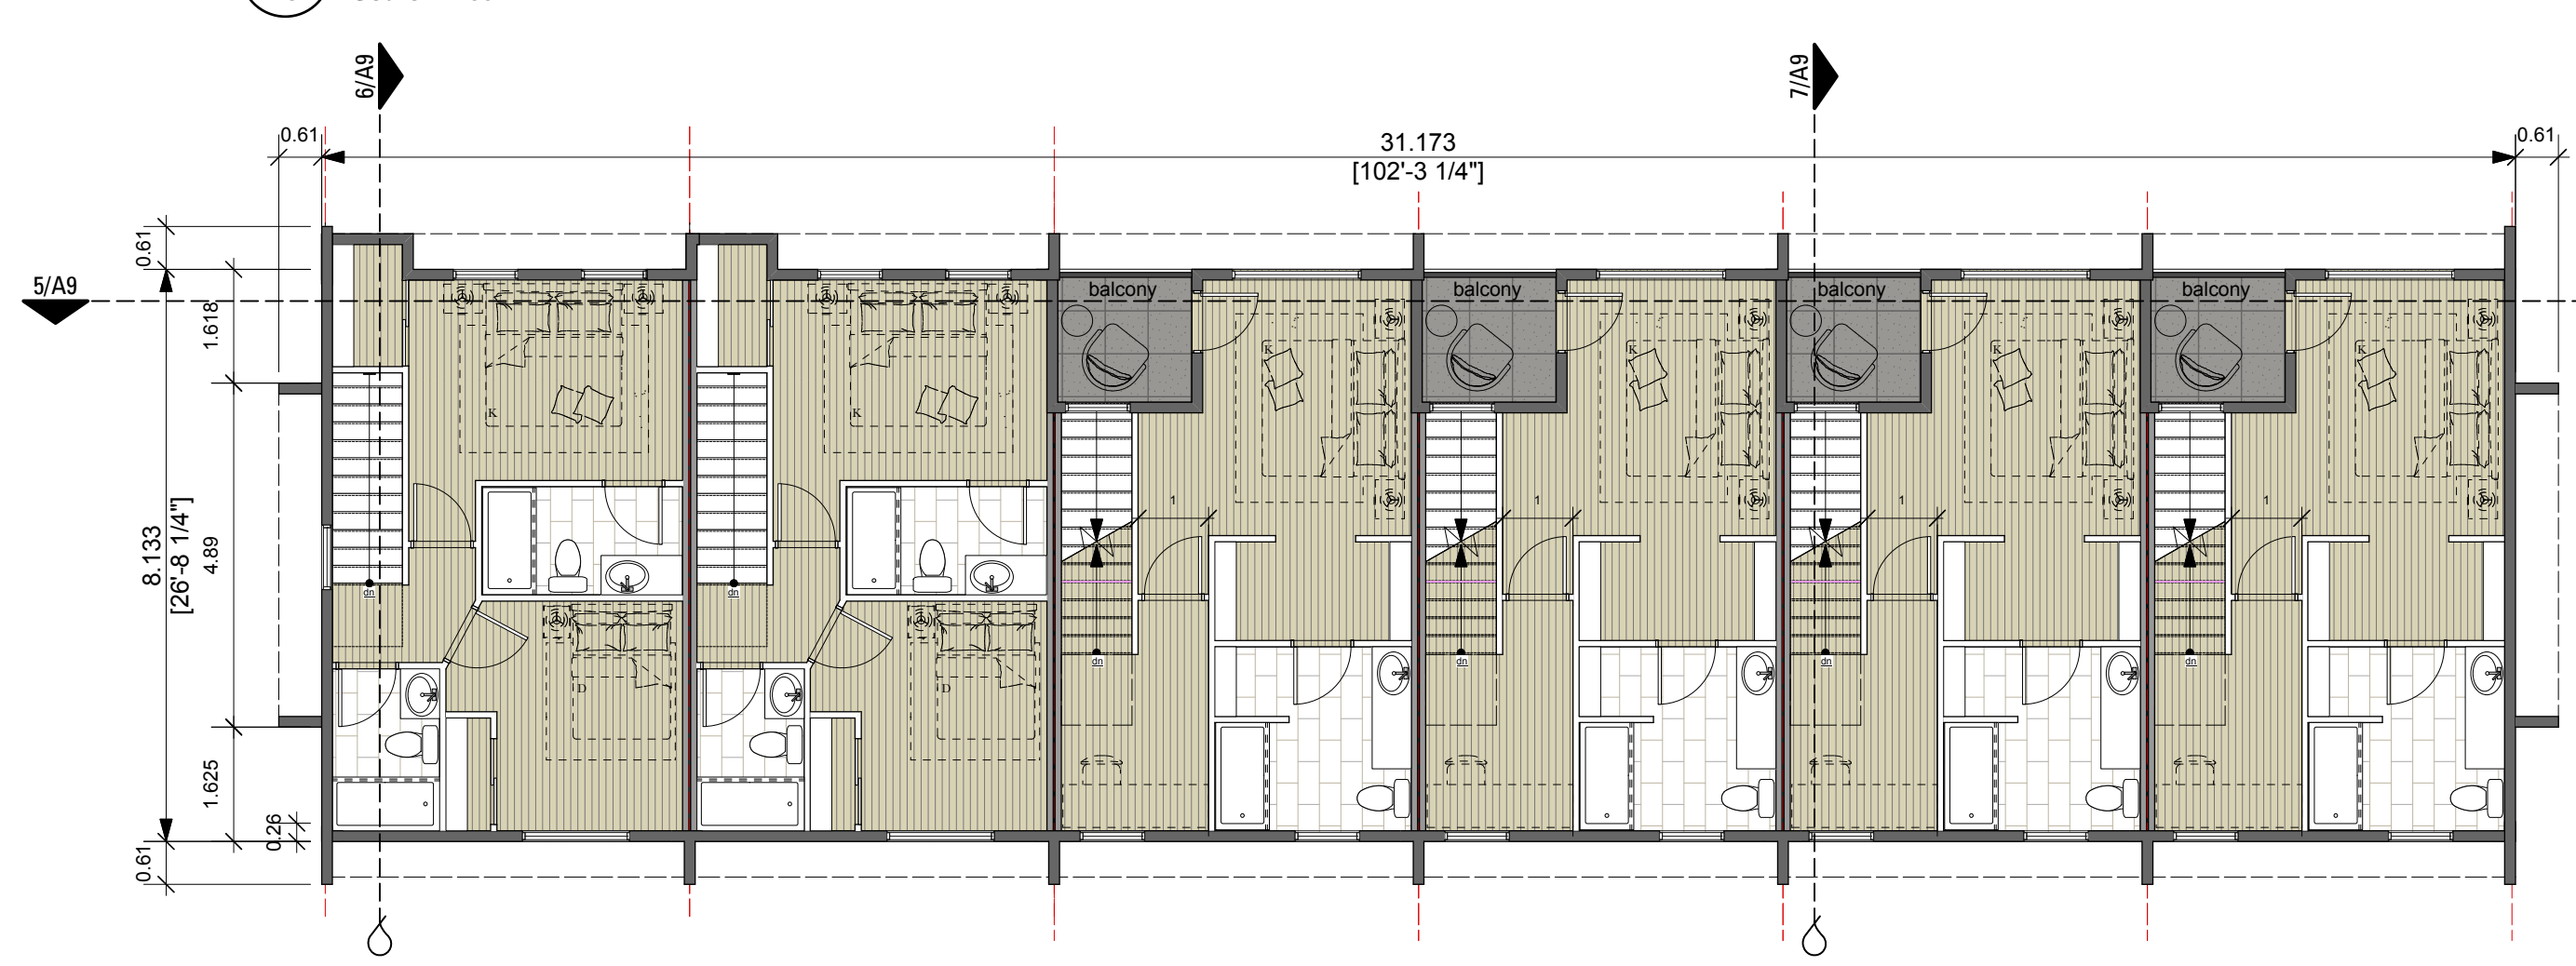 6/A9
7/A9
0.61
31.173
[102'-3 1/4"]
0.61
0.61
5/A9
balcony
balcony
balcony
balcony
1.618
K
K
K
K
K
K
1
1
1
1
8.133
[26'-8 1/4"]
4.89
dn
dn
dn
dn
dn
dn
D
D
1.625
0.26
0.61